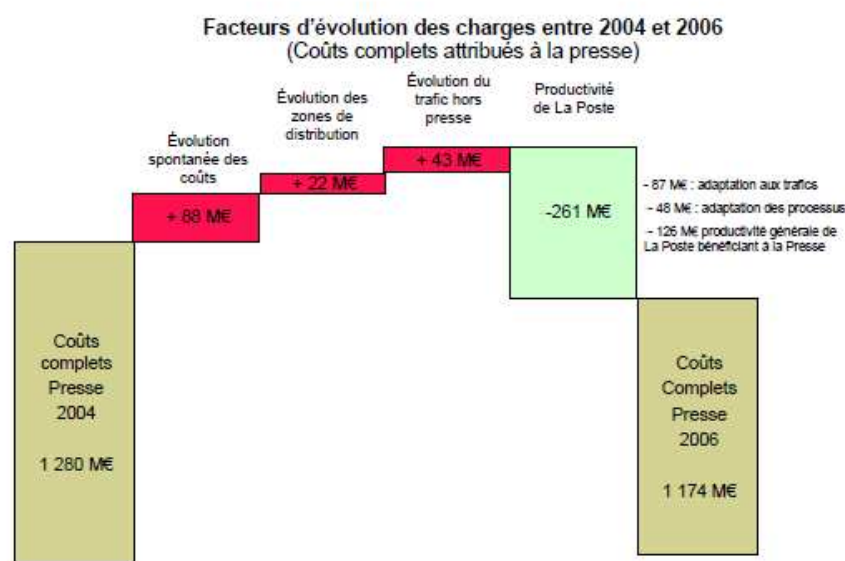 Facteurs d'évolution des charges entre 2004 et 2006
(Coûts complets attribués à la presse)
Évolution
spontanée des
coûts
Évolution des
zones de
distribution
Évolution du
trafic hors
presse
Productivité
de La Poste
+ 88 M€
+ 22 M€
+ 43 M€
-261 M€
- 87 M€ : adaptation aux trafics
- 48 M€ : adaptation des processus
- 126 M€ productivité générale de
La Poste bénéficiant à la Presse
Coûts
complets
Presse
2004
1 280 M€
Coûts
Complets
Presse
2006
1 174 M€